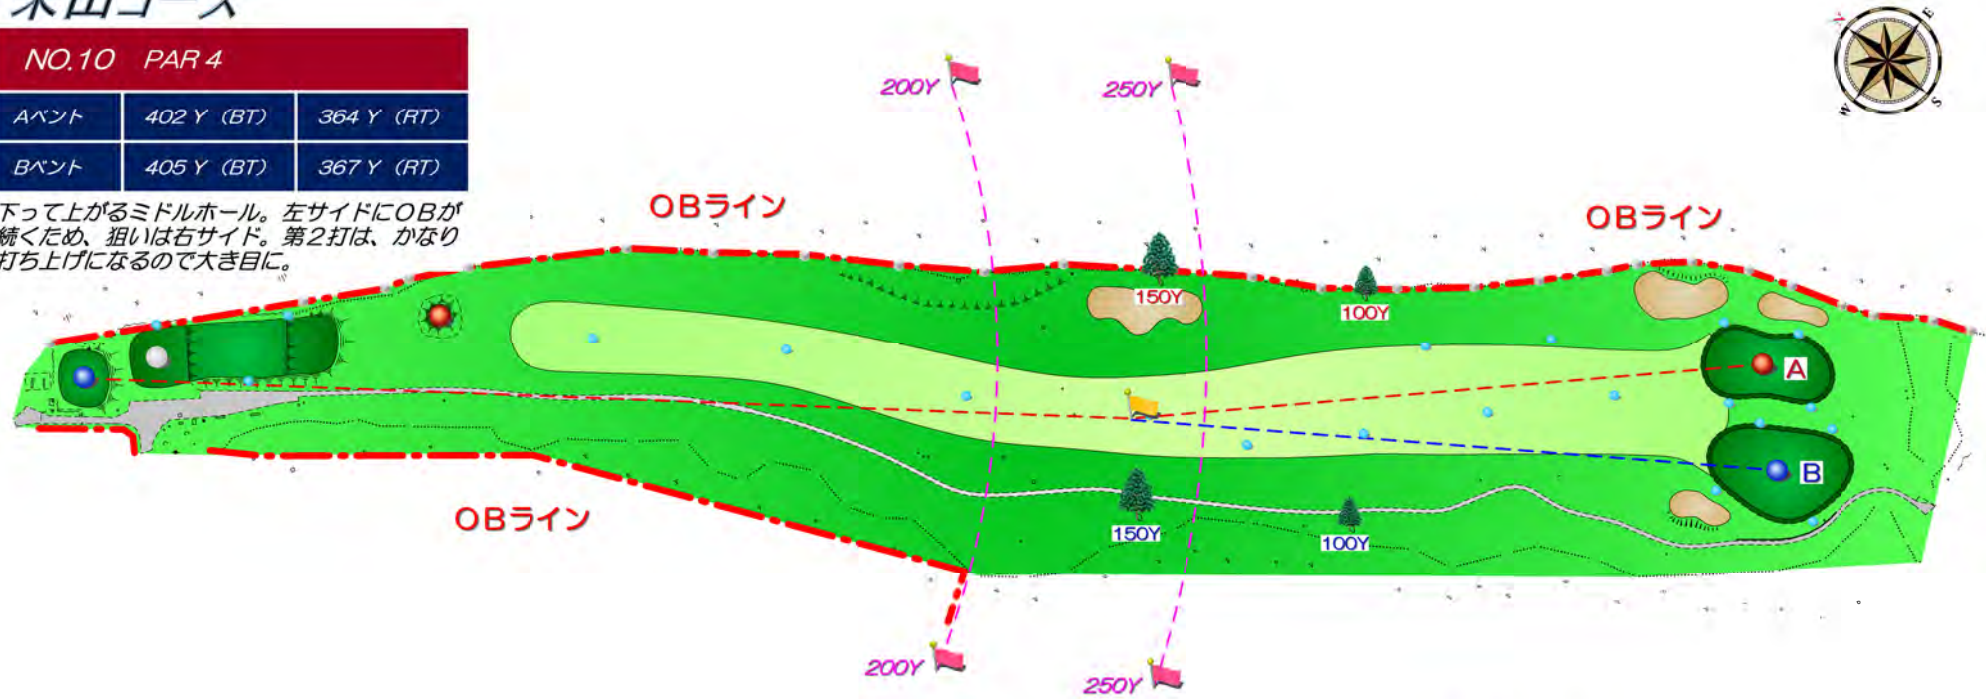 コース
NO.10 PAR 4
Aベント 402 Y (BT) 364 Y (RT)
Bベント 405 Y (BT) 367 Y (RT)
下って上がるミドルホール。左サイドにOBが
続くため、狙いは右サイド。第2打は、かなり
打ち上げになるので大き目に。
200Y
250Y
N
E
W
S
OBライン
OBライン
150Y
100Y
A
B
150Y
100Y
OBライン
200Y
250Y